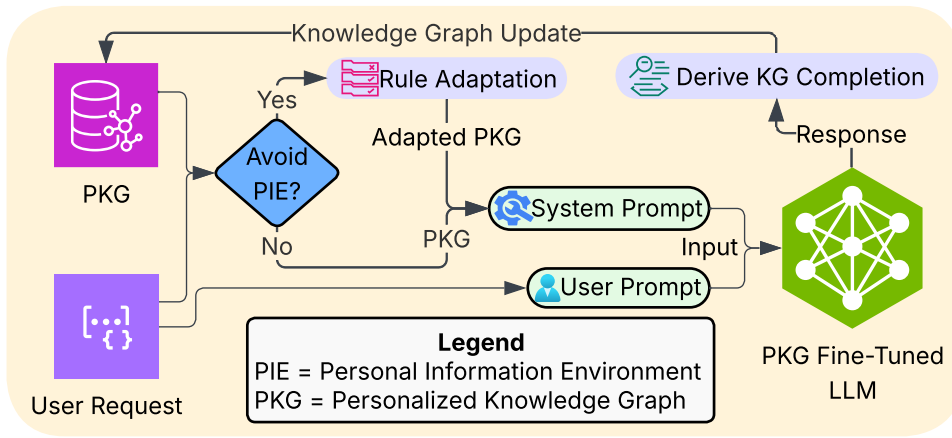 Knowledge Graph Update
Rule Adaptation
Derive KG Completion
Yes
Adapted PKG
Response
Avoid
PIE?
PKG
System Prompt
No
PKG
Input
User Prompt
[...]
{}
Legend
PIE = Personal Information Environment
PKG = Personalized Knowledge Graph
User Request
PKG Fine-Tuned
LLM